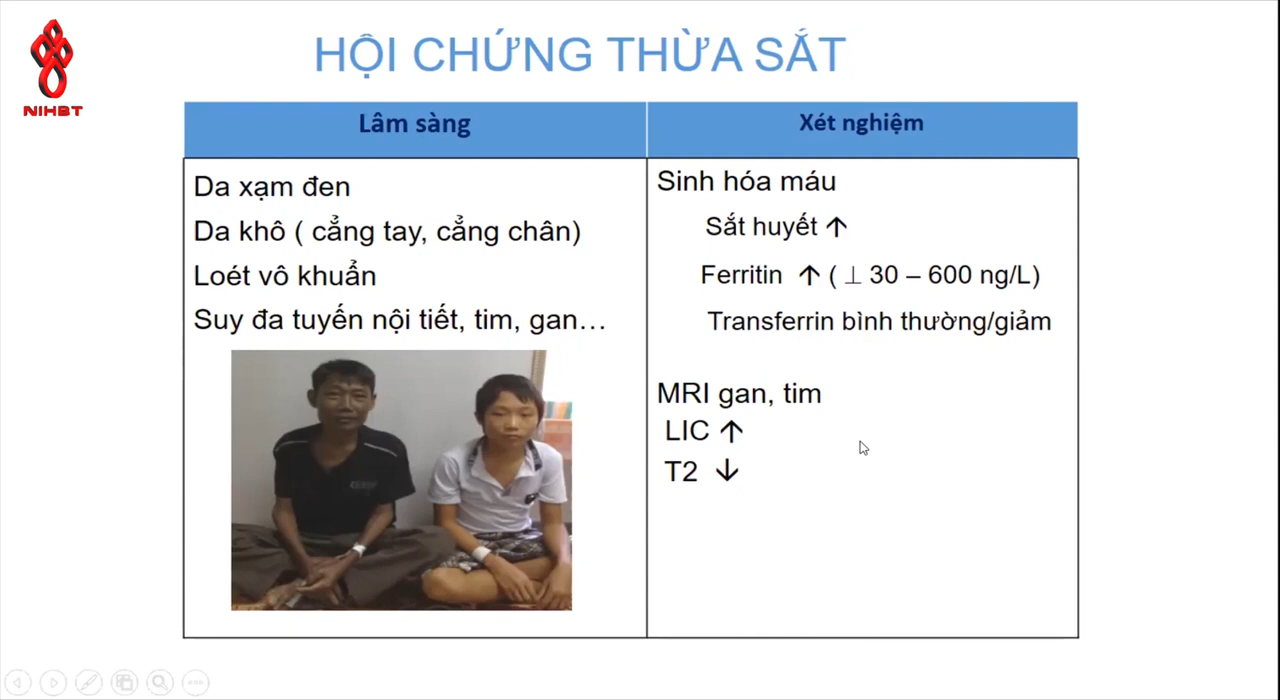 NIHBT
HỘI CHỨNG THỪA SẮT
Lâm sàng
Da xạm đen
Da khô ( cẳng tay, cẳng chân)
Loét vô khuẩn
Suy đa tuyến nội tiết, tim, gan…
Xét nghiệm
Sinh hóa máu
Sắt huyết ↑
Ferritin ↑ ( ⊥ 30 – 600 ng/L)
Transferrin bình thường/giảm
MRI gan, tim
LIC ↑
T2 ↓